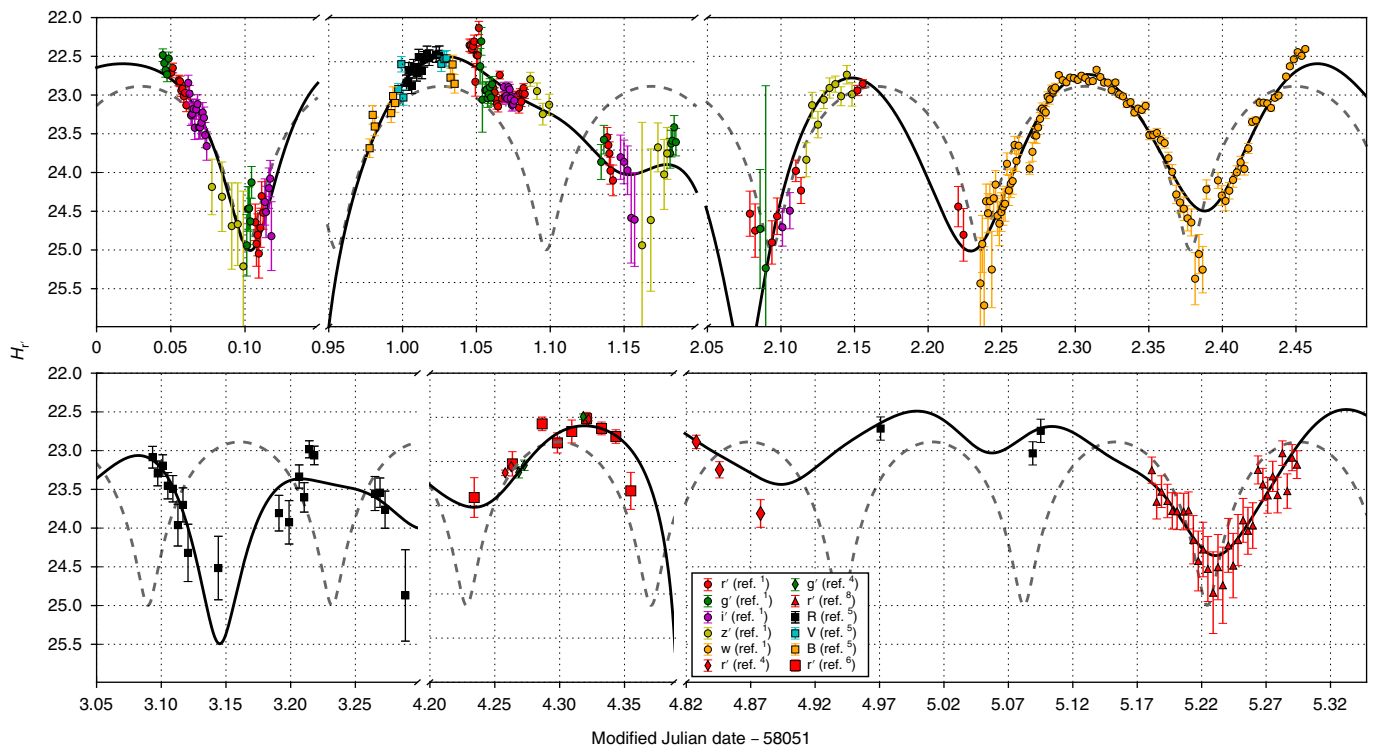 22.0
22.5
23.0
23.5
24.0
24.5
25.0
25.5
0 0.05 0.10 0.95 1.00 1.05 1.10 1.15 2.05 2.10 2.15 2.20 2.25 2.30 2.35 2.40 2.45
H r′
22.0
22.5
23.0
23.5
24.0
24.5
25.0
25.5
r′ (ref. 1) g′ (ref. 4)
g′ (ref. 1) r′ (ref. 8)
i′ (ref. 1) R (ref. 5)
z′ (ref. 1) V (ref. 5)
w (ref. 1) B (ref. 5)
r′ (ref. 4) r′ (ref. 6)
3.05 3.10 3.15 3.20 3.25 4.20 4.25 4.30 4.35 4.82 4.87 4.92 4.97 5.02 5.07 5.12 5.17 5.22 5.27 5.32
Modified Julian date – 58051